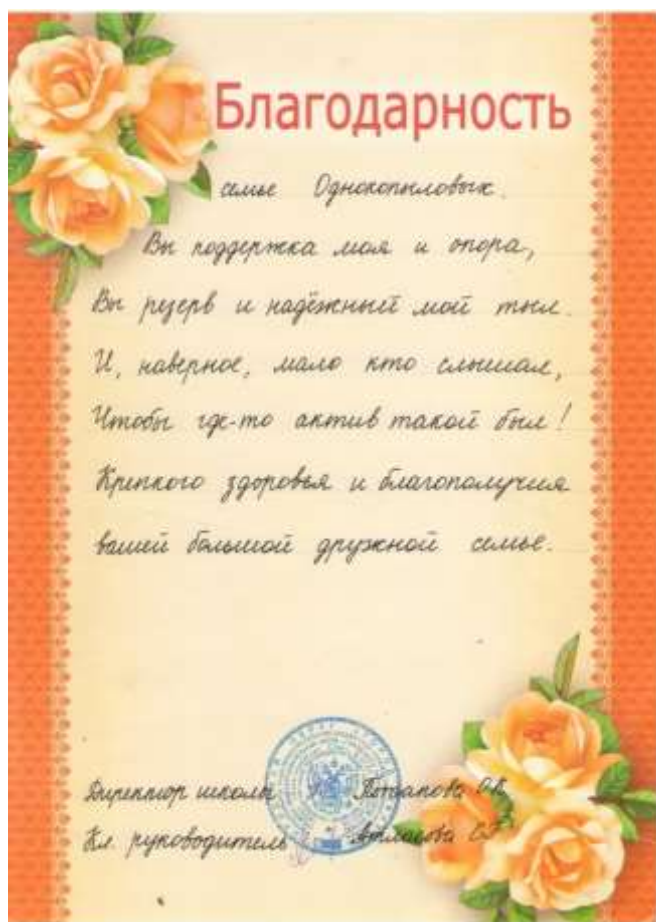 Благодарность
семье Однокопыловых.
Вы поддержка моя и опора,
Вы резерв и надёжный мой тыл.
И, наверное, мало кто слышал,
Чтобы где-то актив такой был!
Крепкого здоровья и благополучия
вашей большой дружной семье.
Директор школы
Кл. руководитель